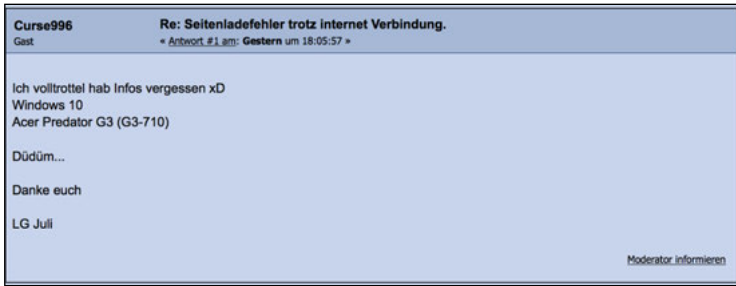 Curse996
Re: Seitenladefehler trotz internet Verbindung.
Gast
« Antwort #1 am: Gestern um 18:05:57 »
Ich volltrottel hab Infos vergessen xD
Windows 10
Acer Predator G3 (G3-710)
Düdüm...
Danke euch
LG Juli
Moderator informieren